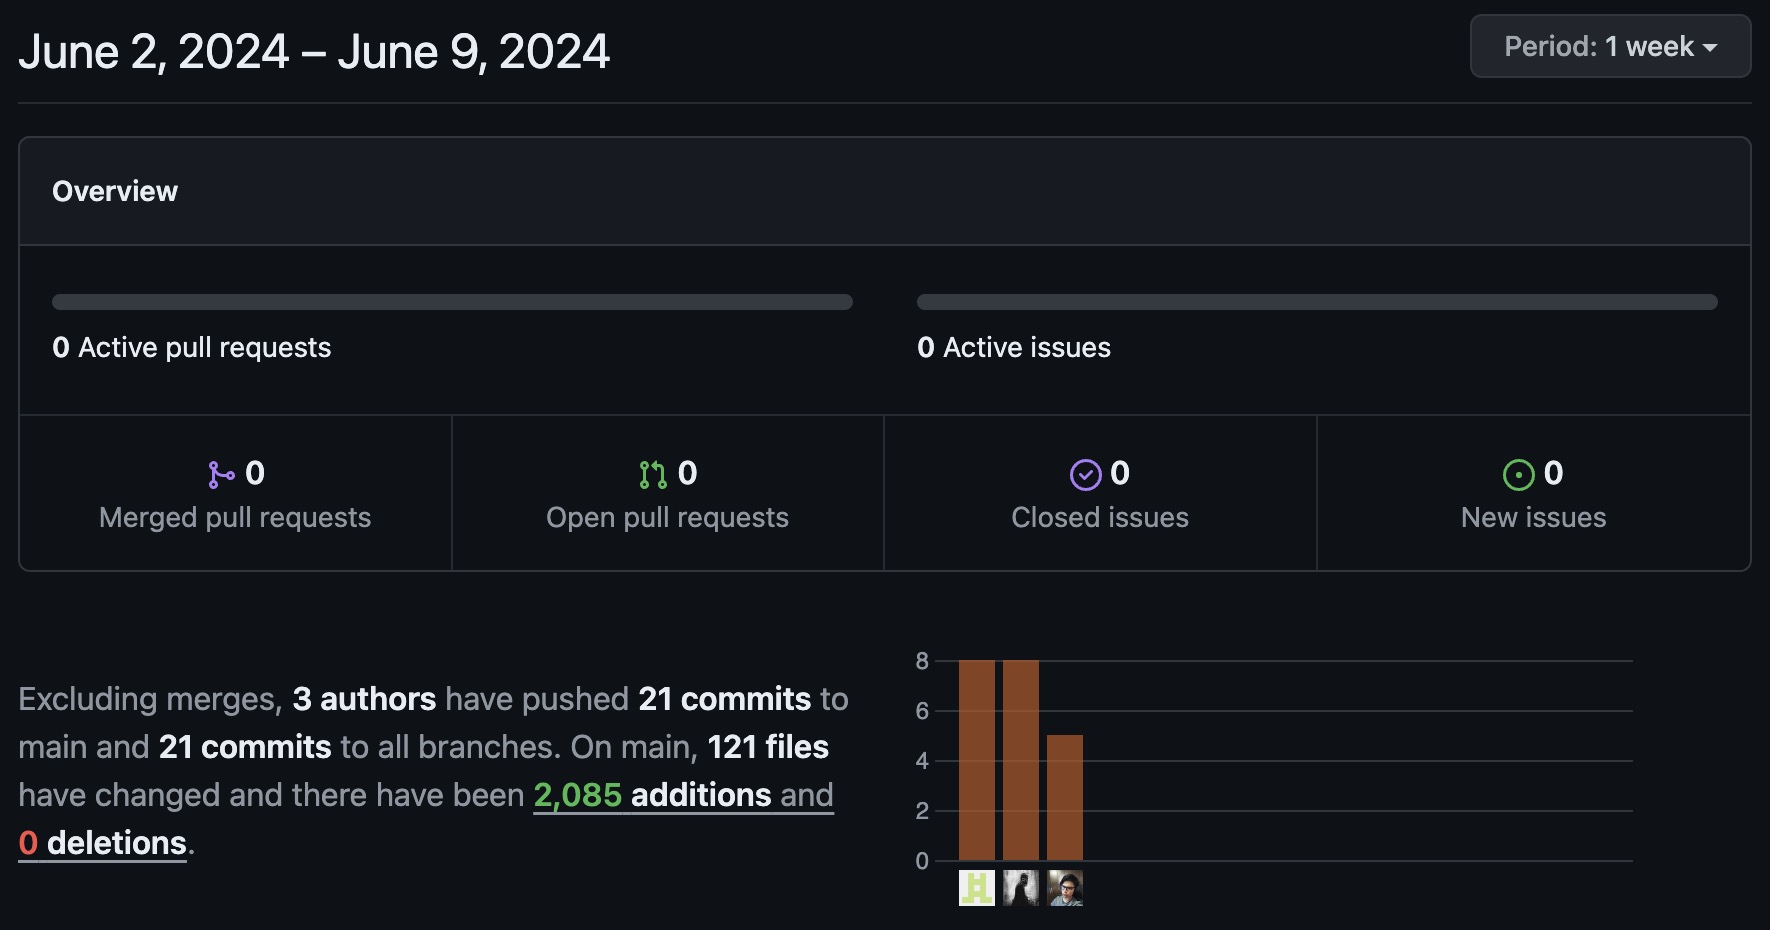 June 2, 2024 – June 9, 2024
Period: 1 week
Overview
0 Active pull requests
0 Active issues
0
Merged pull requests
0
Open pull requests
0
Closed issues
0
New issues
Excluding merges, 3 authors have pushed 21 commits to
main and 21 commits to all branches. On main, 121 files
have changed and there have been 2,085 additions and
0 deletions.
8
6
4
2
0